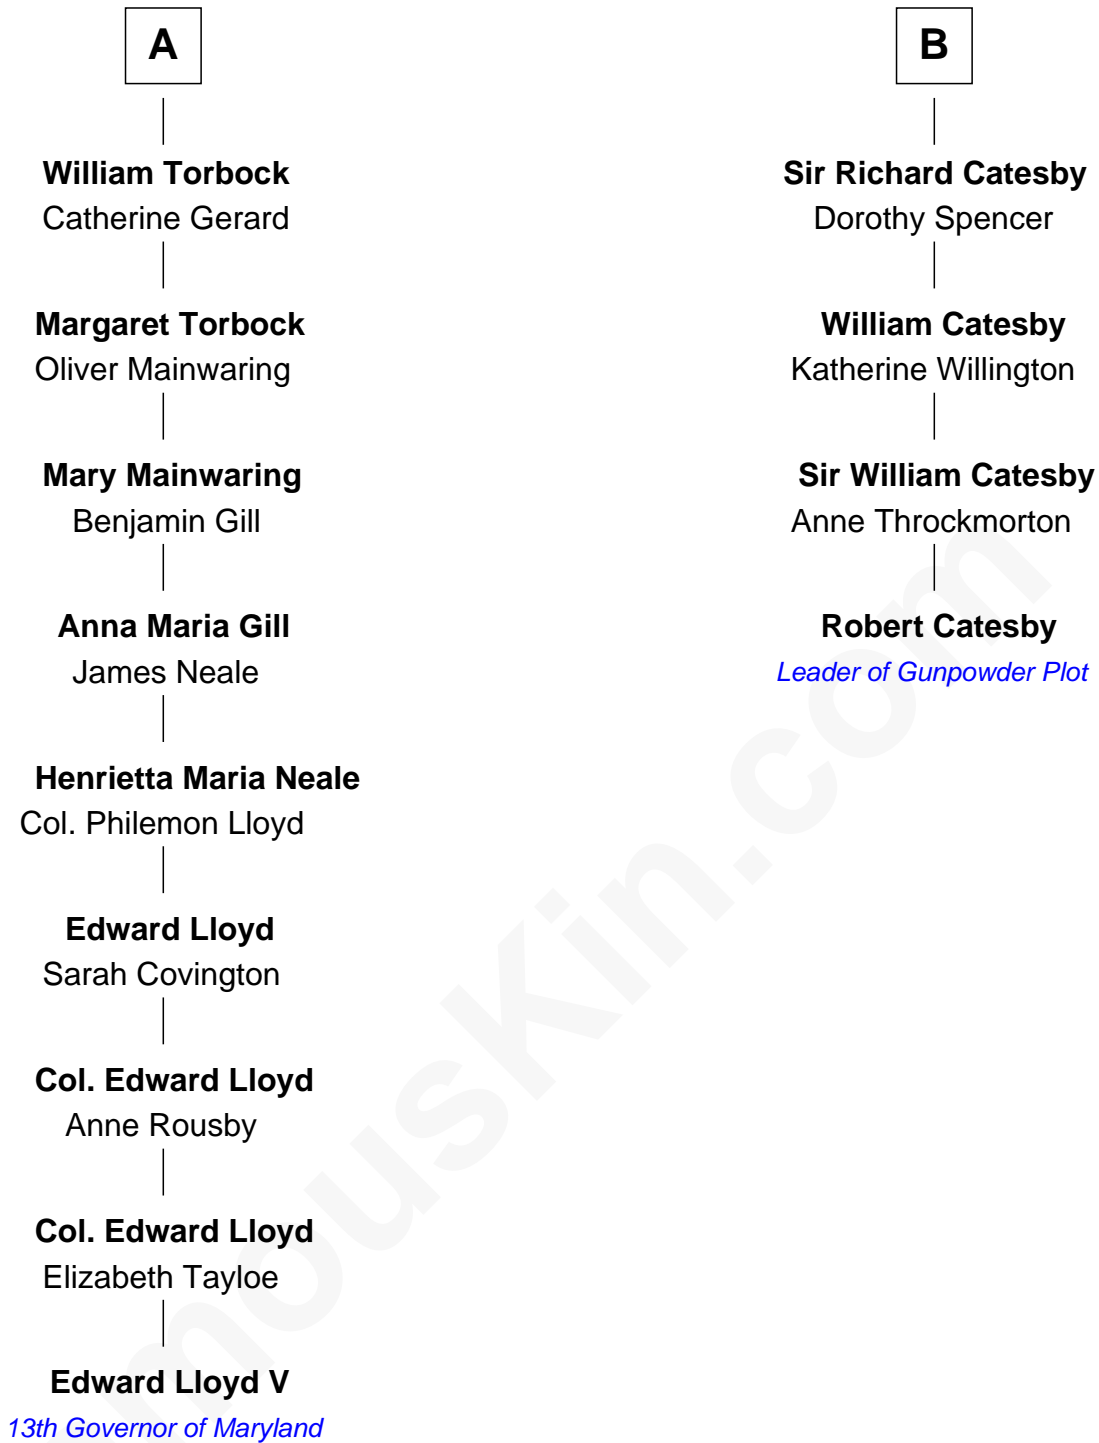 A
William Torbock
Catherine Gerard
Margaret Torbock
Oliver Mainwaring
Mary Mainwaring
Benjamin Gill
Anna Maria Gill
James Neale
Henrietta Maria Neale
Col. Philemon Lloyd
Edward Lloyd
Sarah Covington
Col. Edward Lloyd
Anne Rousby
Col. Edward Lloyd
Elizabeth Tayloe
Edward Lloyd V
13th Governor of Maryland
B
Sir Richard Catesby
Dorothy Spencer
William Catesby
Katherine Willington
Sir William Catesby
Anne Throckmorton
Robert Catesby
Leader of Gunpowder Plot
mousKin.com